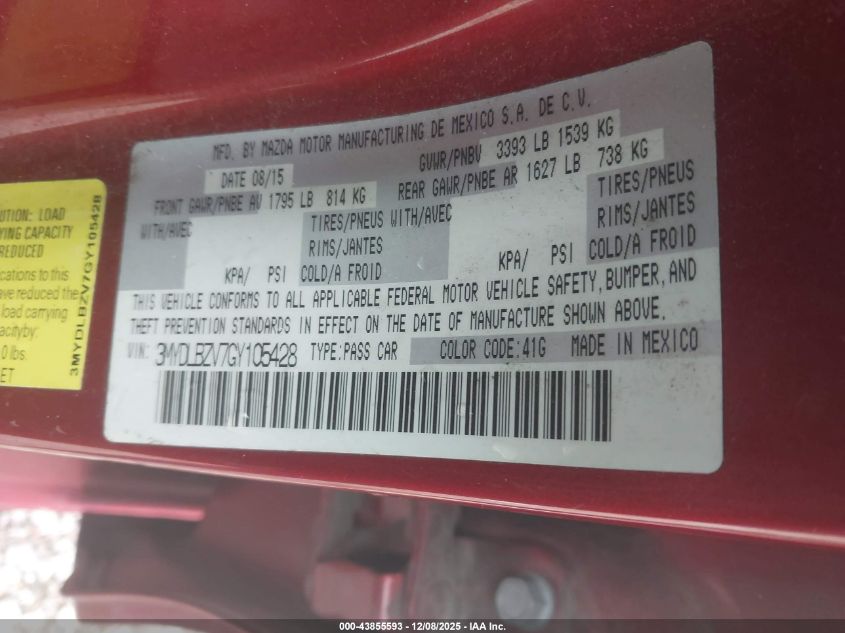 MFD. BY MAZDA MOTOR MANUFACTURING DE MEXICO S.A. DE C.V.
DATE 08/15 GVWR/PNBV 3393 LB 1539 KG
FRONT GAWR/PNBE AV 1795 LB 814 KG REAR GAWR/PNBE AR 1627 LB 738 KG
WITH/AVEC TIRES/PNEUS WITH/AVEC TIRES/PNEUS
RIMS/JANTES RIMS/JANTES
KPA/ PSI COLD/A FROID KPA/ PSI COLD/A FROID
THIS VEHICLE CONFORMS TO ALL APPLICABLE FEDERAL MOTOR VEHICLE SAFETY, BUMPER, AND
THEFT PREVENTION STANDARDS IN EFFECT ON THE DATE OF MANUFACTURE SHOWN ABOVE.
VIN: 3MYDLBZV7GY105428 TYPE:PASS CAR COLOR CODE:41G MADE IN MEXICO
UTION: LOAD
YING CAPACITY
REDUCED
cations to this
ave reduced the
load carrying
acityby:
0 lbs.
ET
3MYDLBZV7GY105428
000-43855593 - 12/08/2025 - IAA Inc.